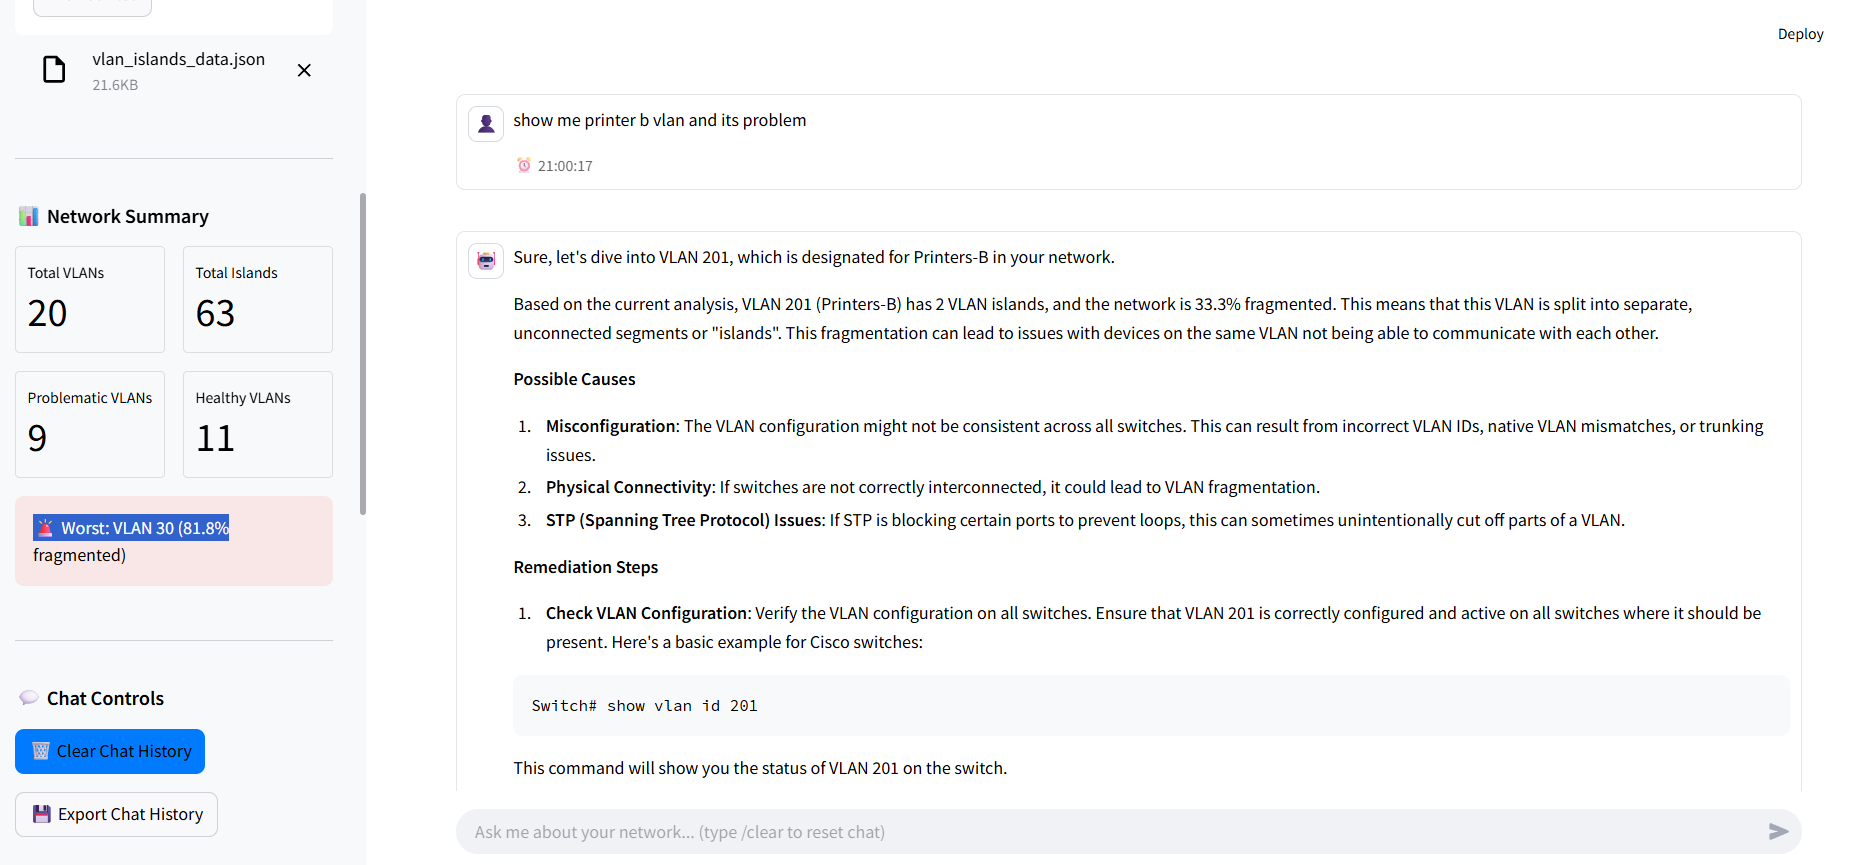 vlan_islands_data.json
21.6KB
Network Summary
Total VLANs
20
Total Islands
63
Problematic VLANs
9
Healthy VLANs
11
Worst: VLAN 30 (81.8%
fragmented)
Chat Controls
Clear Chat History
Export Chat History
Deploy
show me printer b vlan and its problem
21:00:17
Sure, let's dive into VLAN 201, which is designated for Printers-B in your network.
Based on the current analysis, VLAN 201 (Printers-B) has 2 VLAN islands, and the network is 33.3% fragmented. This means that this VLAN is split into separate,
unconnected segments or "islands". This fragmentation can lead to issues with devices on the same VLAN not being able to communicate with each other.
Possible Causes
1. Misconfiguration: The VLAN configuration might not be consistent across all switches. This can result from incorrect VLAN IDs, native VLAN mismatches, or trunking
issues.
2. Physical Connectivity: If switches are not correctly interconnected, it could lead to VLAN fragmentation.
3. STP (Spanning Tree Protocol) Issues: If STP is blocking certain ports to prevent loops, this can sometimes unintentionally cut off parts of a VLAN.
Remediation Steps
1. Check VLAN Configuration: Verify the VLAN configuration on all switches. Ensure that VLAN 201 is correctly configured and active on all switches where it should be
present. Here's a basic example for Cisco switches:
Switch# show vlan id 201
This command will show you the status of VLAN 201 on the switch.
Ask me about your network... (type /clear to reset chat)